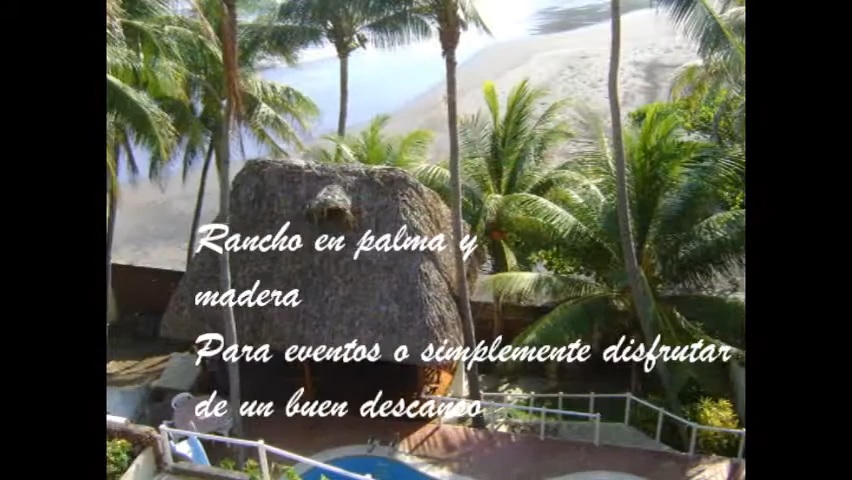 Rancho en palma y
madera
Para eventos o simplemente disfrutar
de un buen descanso